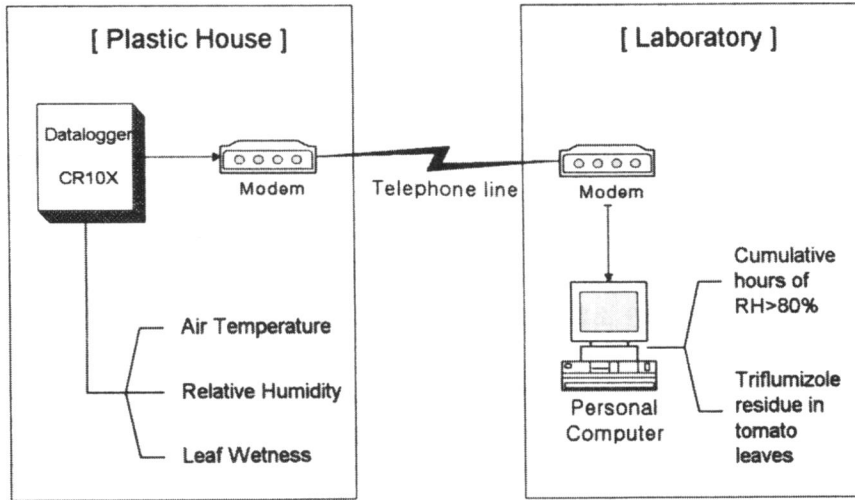 [ Plastic House ]
Datalogger
CR10X
Modem
Air Temperature
Relative Humidity
Leaf Wetness
Telephone line
[ Laboratory ]
Modem
Personal
Computer
Cumulative
hours of
RH>80%
Triflumizole
residue in
tomato
leaves